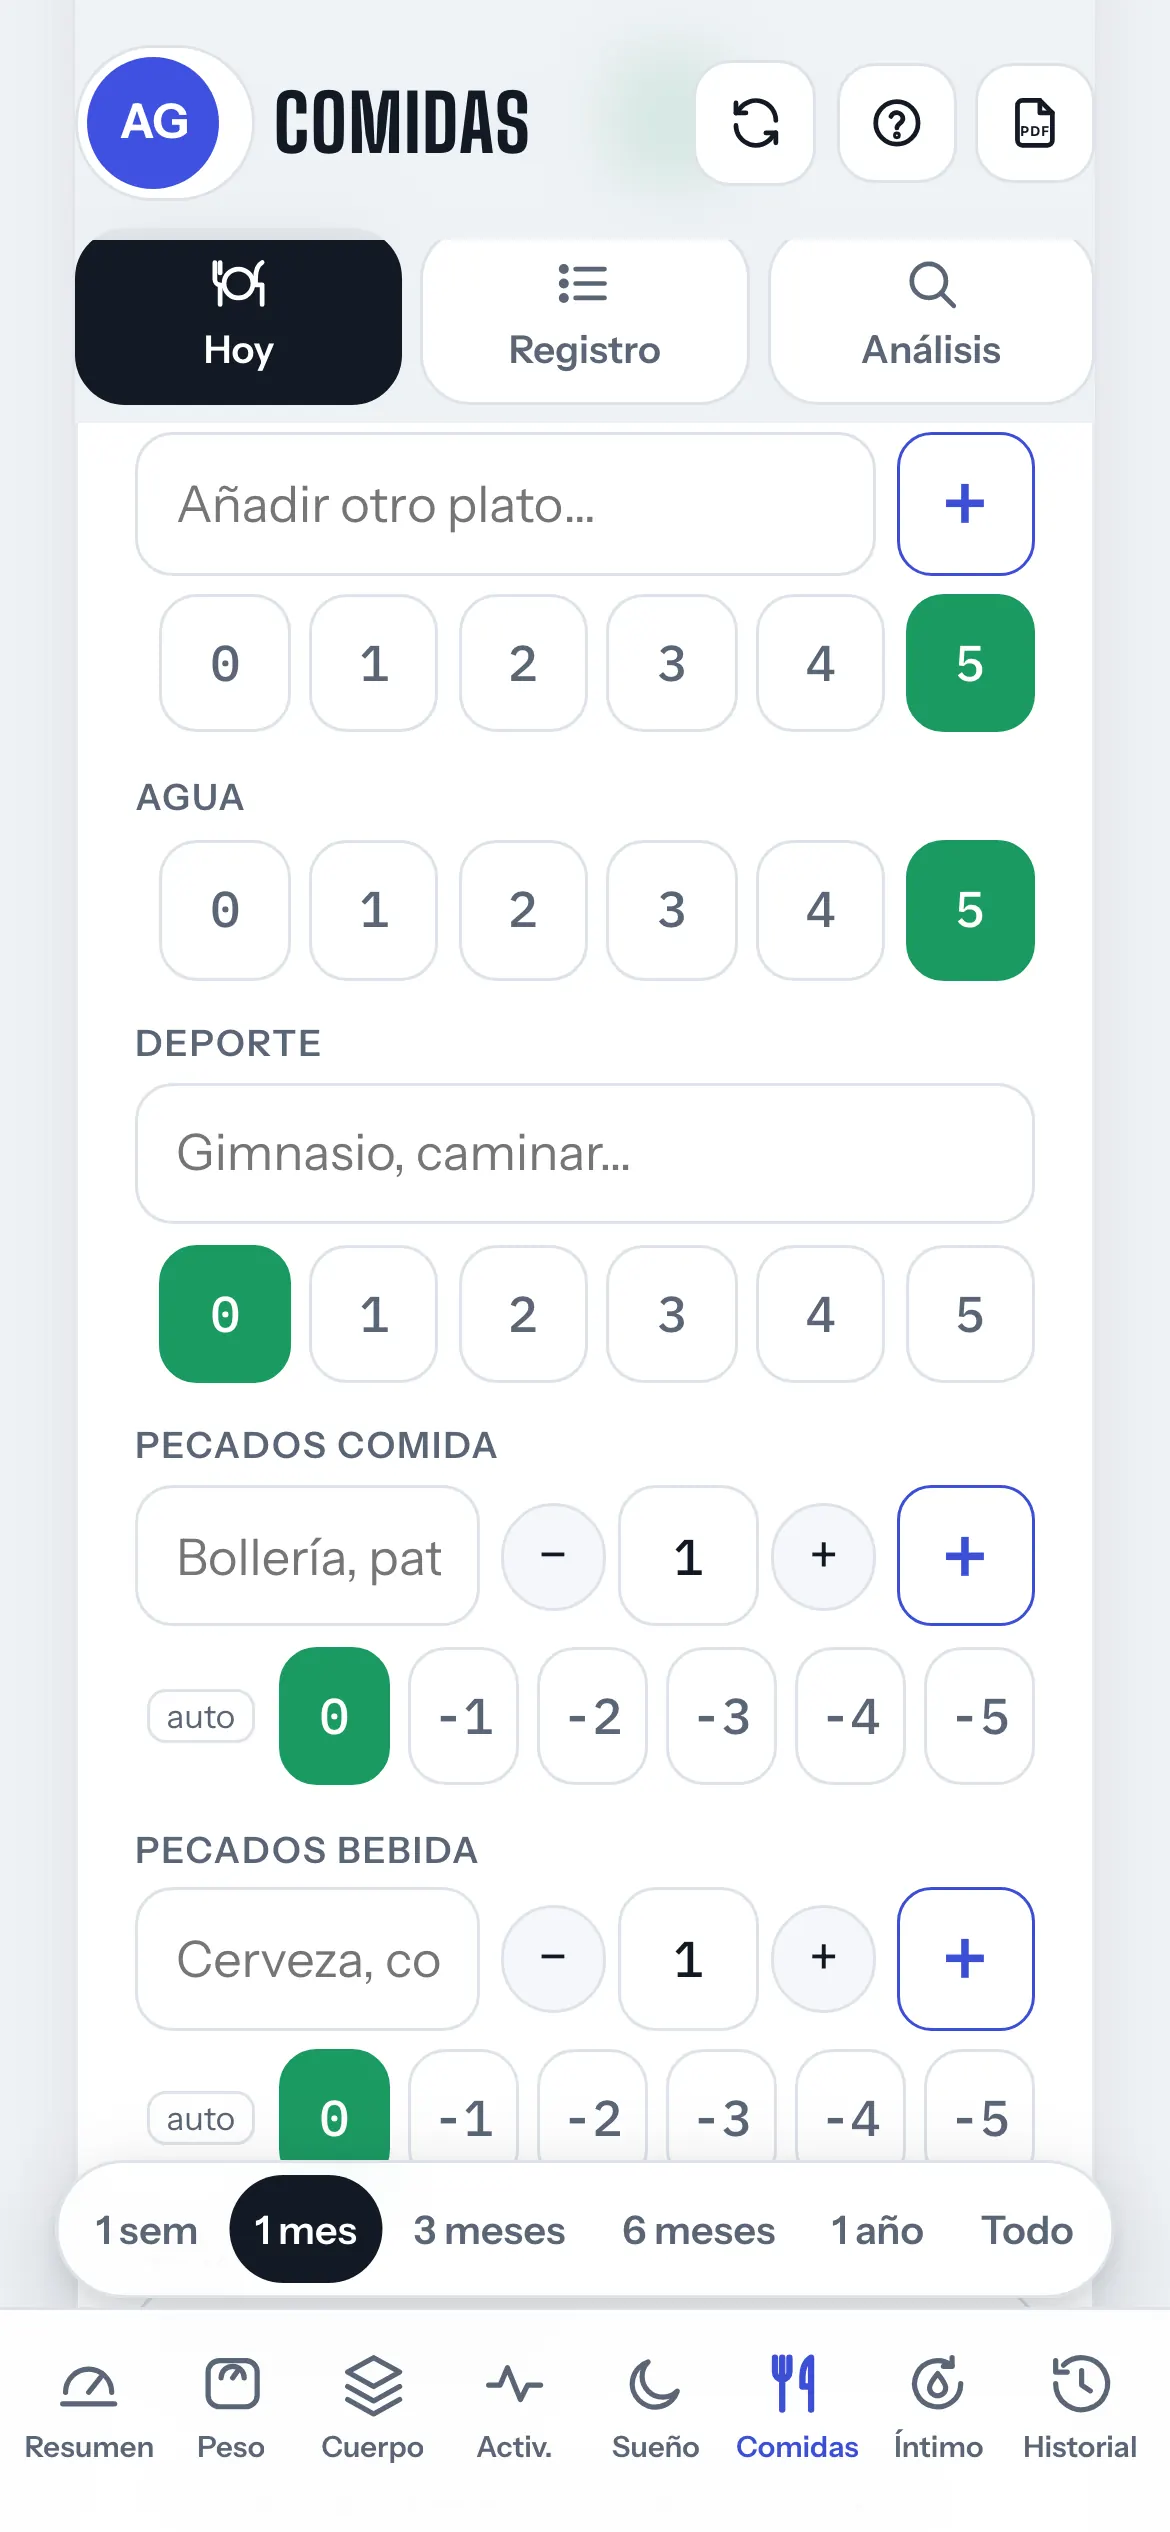 AG COMIDAS PDF
Hoy Registro Análisis
Añadir otro plato... +
0 1 2 3 4 5
AGUA
0 1 2 3 4 5
DEPORTE
Gimnasio, caminar...
0 1 2 3 4 5
PECADOS COMIDA
Bollería, pat − 1 + +
auto 0 -1 -2 -3 -4 -5
PECADOS BEBIDA
Cerveza, co − 1 + +
auto 0 -1 -2 -3 -4 -5
1 sem 1 mes 3 meses 6 meses 1 año Todo
Resumen Peso Cuerpo Activ. Sueño Comidas Íntimo Historial